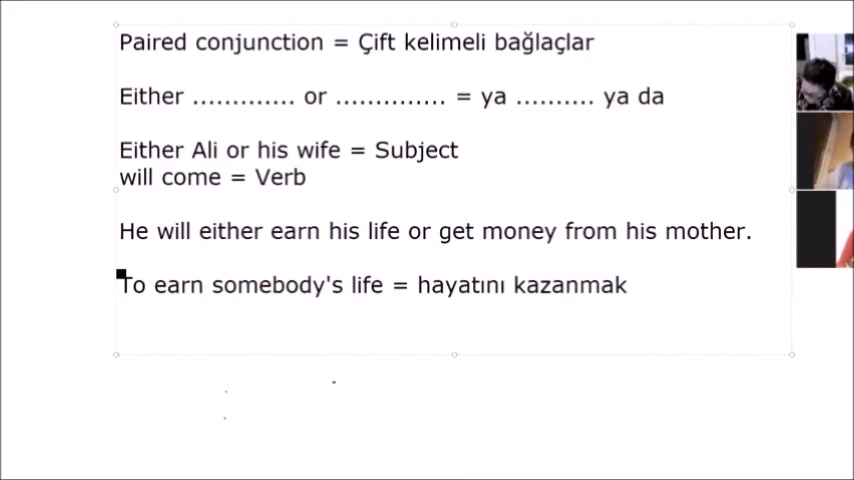 Paired conjunction = Çift kelimeli bağlaçlar
Either ............. or .............. = ya .......... ya da
Either Ali or his wife = Subject
will come = Verb
He will either earn his life or get money from his mother.
To earn somebody's life = hayatını kazanmak